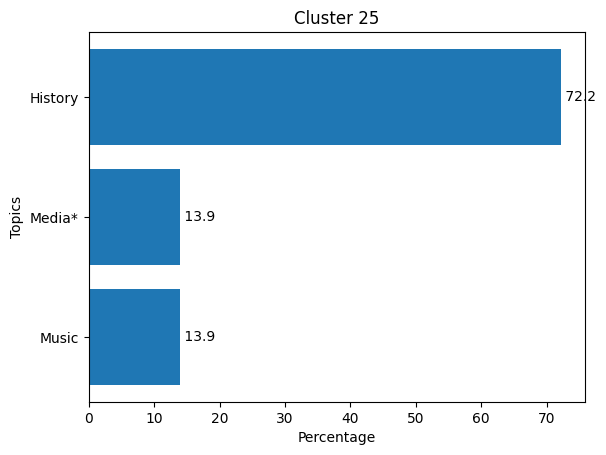 Cluster 25
History
72.2
Media*
13.9
Music
13.9
Topics
0 10 20 30 40 50 60 70
Percentage